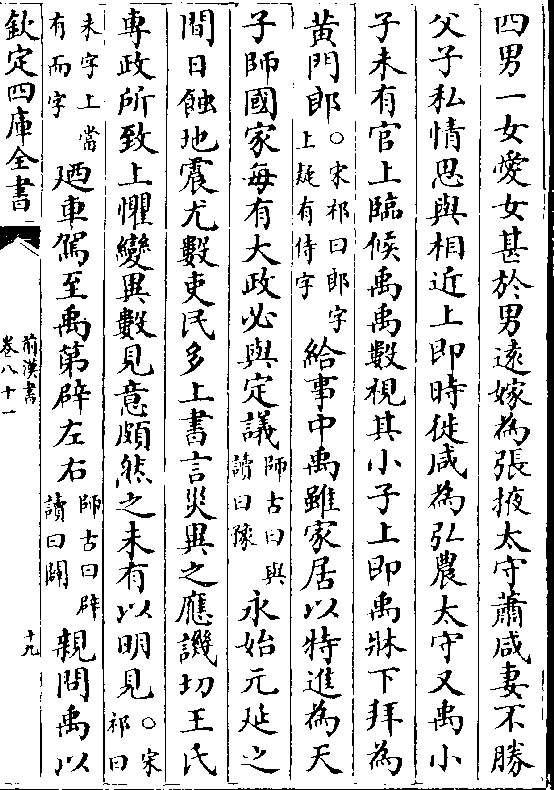 四男一女愛女甚於男遠嫁為張掖太守蕭咸妻不勝
父子私情思與相近上即時徙咸為弘農太守又禹小
子未有官上臨候禹禹數視其小子上即禹牀下拜為
黃門郎○宋祁曰郎字上疑有侍字給事中禹雖家居以特進為天
子師國家每有大政必與定議師古曰與讀曰豫永始元延之
間日蝕地震尤數吏民多上書言災異之應譏切王氏
專政所致上懼變異數見意頗然之未有以明見○宋祁曰
未字上當有而字廼車駕至禹第辟左右師古曰辟讀曰闢親問禹以
欽定四庫全書
前漢書
卷八十一
十九